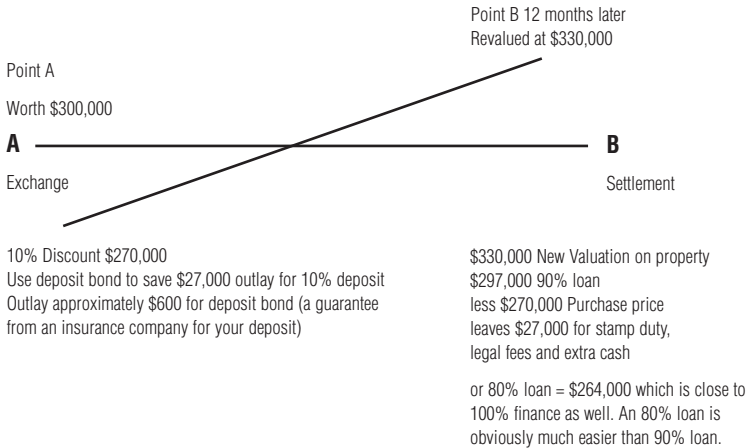 Point B 12 months later
Revalued at $330,000
Point A
Worth $300,000
A
B
Exchange
Settlement
10% Discount $270,000
Use deposit bond to save $27,000 outlay for 10% deposit
Outlay approximately $600 for deposit bond (a guarantee
from an insurance company for your deposit)
$330,000 New Valuation on property
$297,000 90% loan
less $270,000 Purchase price
leaves $27,000 for stamp duty,
legal fees and extra cash
or 80% loan = $264,000 which is close to
100% finance as well. An 80% loan is
obviously much easier than 90% loan.